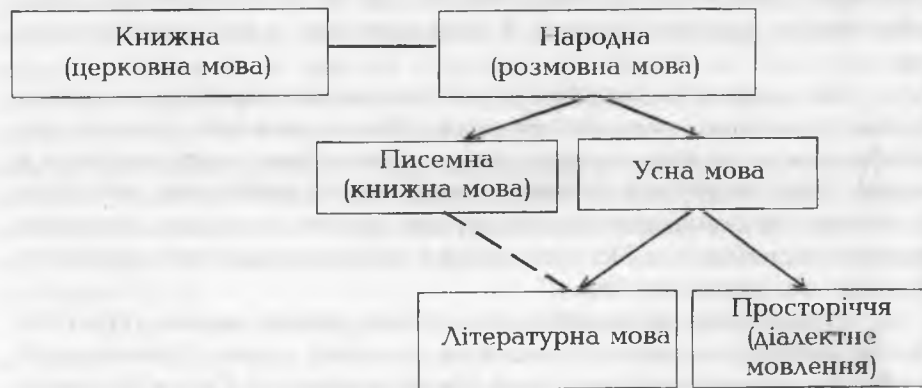 Книжна
(церковна мова)
Народна
(розмовна мова)
Писемна
(книжна мова)
Усна мова
Літературна мова
Просторіччя
(діалектне
мовлення)